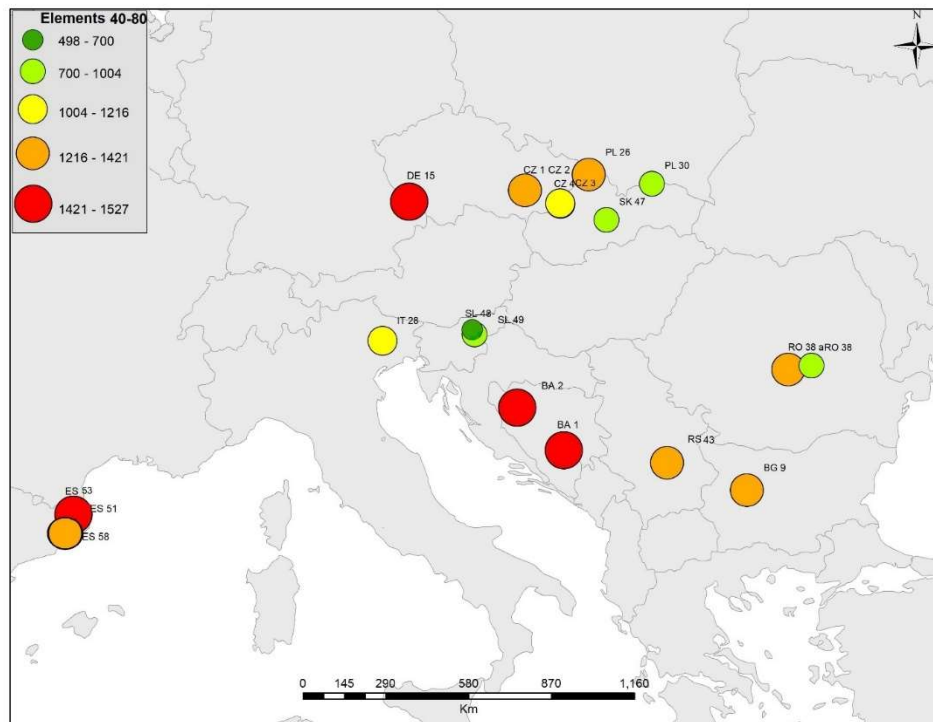 Elements 40-80
498 - 700
700 - 1004
1004 - 1216
1216 - 1421
1421 - 1527
N
PL 26
PL 30
CZ 1 CZ 2
DE 15
CZ 4 CZ 3
SK 47
SL 48
SL 49
IT 28
RO 38 aRO 38
BA 2
BA 1
RS 43
BG 9
ES 53
ES 51
ES 58
0 145 290 580 870 1,160
Km